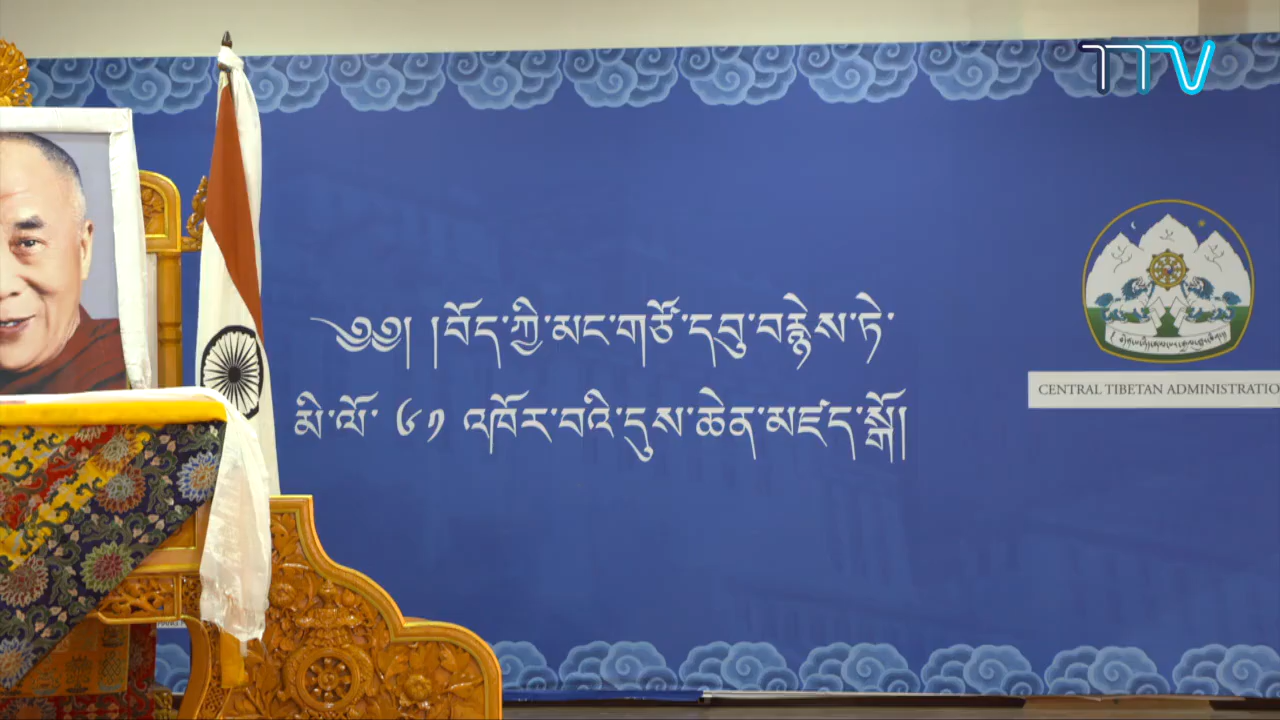 TTV
༄༅། །བོད་ཀྱི་མང་གཙོ་དབུ་བརྙེས་ཏེ་
མི་ལོ་ ༦༡ འཁོར་བའི་དུས་ཆེན་མཛད་སྒོ།
CENTRAL TIBETAN ADMINISTRATIO